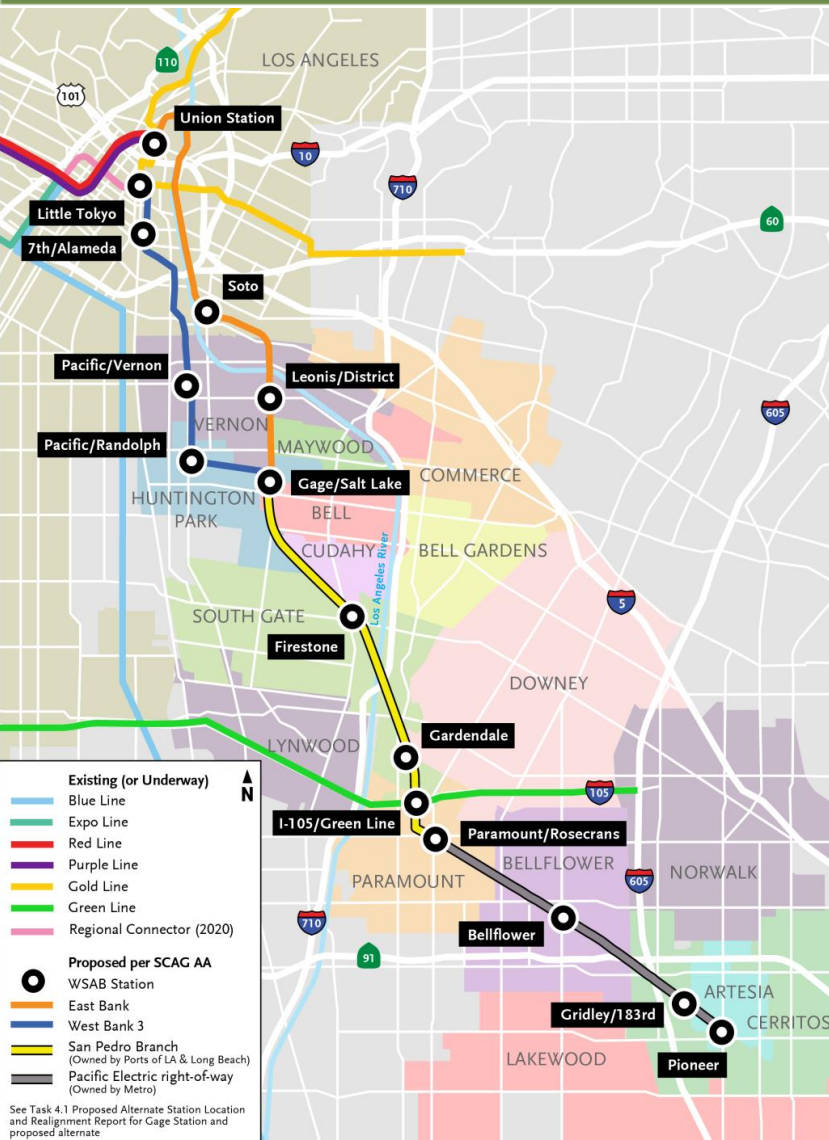 LOS ANGELES
110
101
Union Station
10
710
Little Tokyo
60
7th/Alameda
Soto
Pacific/Vernon
Leonis/District
605
VERNON
Pacific/Randolph
MAYWOOD
COMMERCE
Gage/Salt Lake
HUNTINGTON
PARK
BELL
CUDAHY
BELL GARDENS
Los Angeles River
5
SOUTH GATE
Firestone
DOWNEY
Gardendale
LYNWOOD
105
I-105/Green Line
Paramount/Rosecrans
BELLFLOWER
NORWALK
PARAMOUNT
605
710
Bellflower
91
ARTESIA
Gridley/183rd
CERRITOS
LAKEWOOD
Pioneer
Existing (or Underway)
N
Blue Line
Expo Line
Red Line
Purple Line
Gold Line
Green Line
Regional Connector (2020)
Proposed per SCAG AA
WSAB Station
East Bank
West Bank 3
San Pedro Branch
(Owned by Ports of LA & Long Beach)
Pacific Electric right-of-way
(Owned by Metro)
See Task 4.1 Proposed Alternate Station Location
and Realignment Report for Gage Station and
proposed alternate